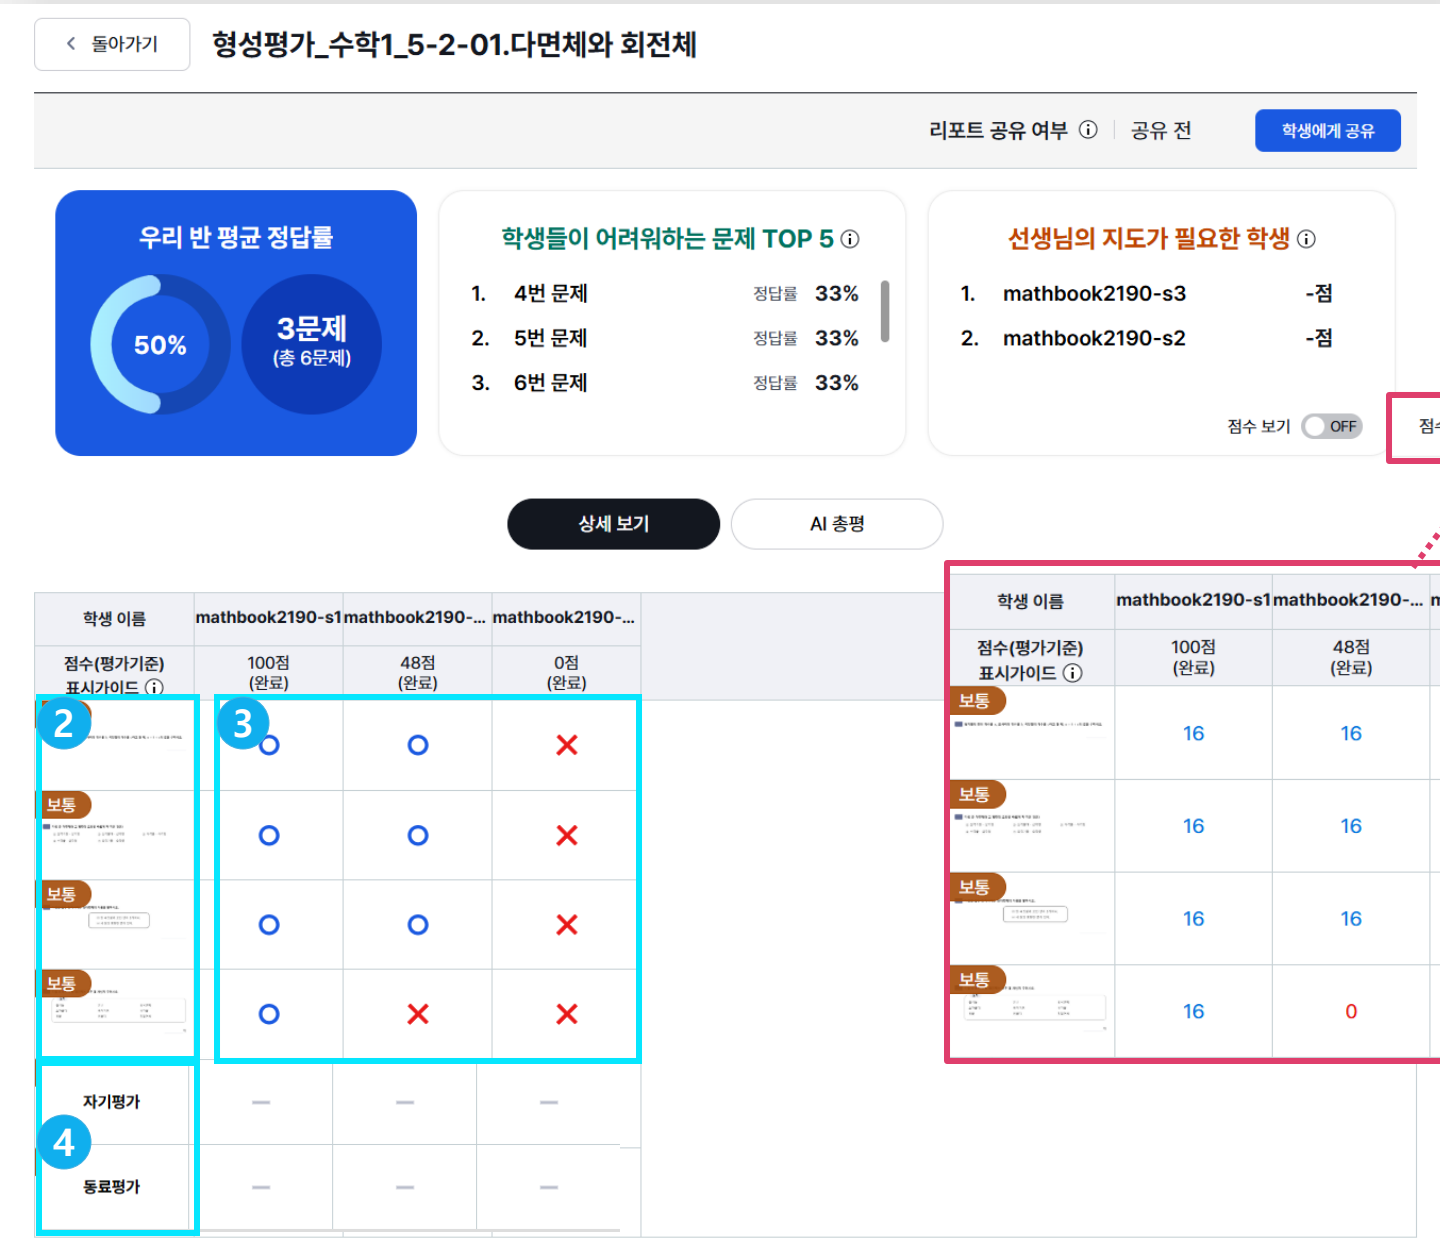 돌아가기
형성평가_수학1_5-2-01.다면체와 회전체
리포트 공유 여부 공유 전 학생에게 공유
우리 반 평균 정답률
50%
3문제
(총 6문제)
학생들이 어려워하는 문제 TOP 5
1. 4번 문제 정답률 33%
2. 5번 문제 정답률 33%
3. 6번 문제 정답률 33%
선생님의 지도가 필요한 학생
1. mathbook2190-s3 -점
2. mathbook2190-s2 -점
점수 보기 OFF
상세 보기 AI 총평
학생 이름 mathbook2190-s1 mathbook2190-... mathbook2190-...
점수(평가기준)
표시가이드
100점
(완료)
48점
(완료)
0점
(완료)
2 3
보통
보통
보통
자기평가
4
동료평가
학생 이름 mathbook2190-s1 mathbook2190-...
점수(평가기준)
표시가이드
100점
(완료)
48점
(완료)
보통
16 16
보통
16 16
보통
16 16
보통
16 0